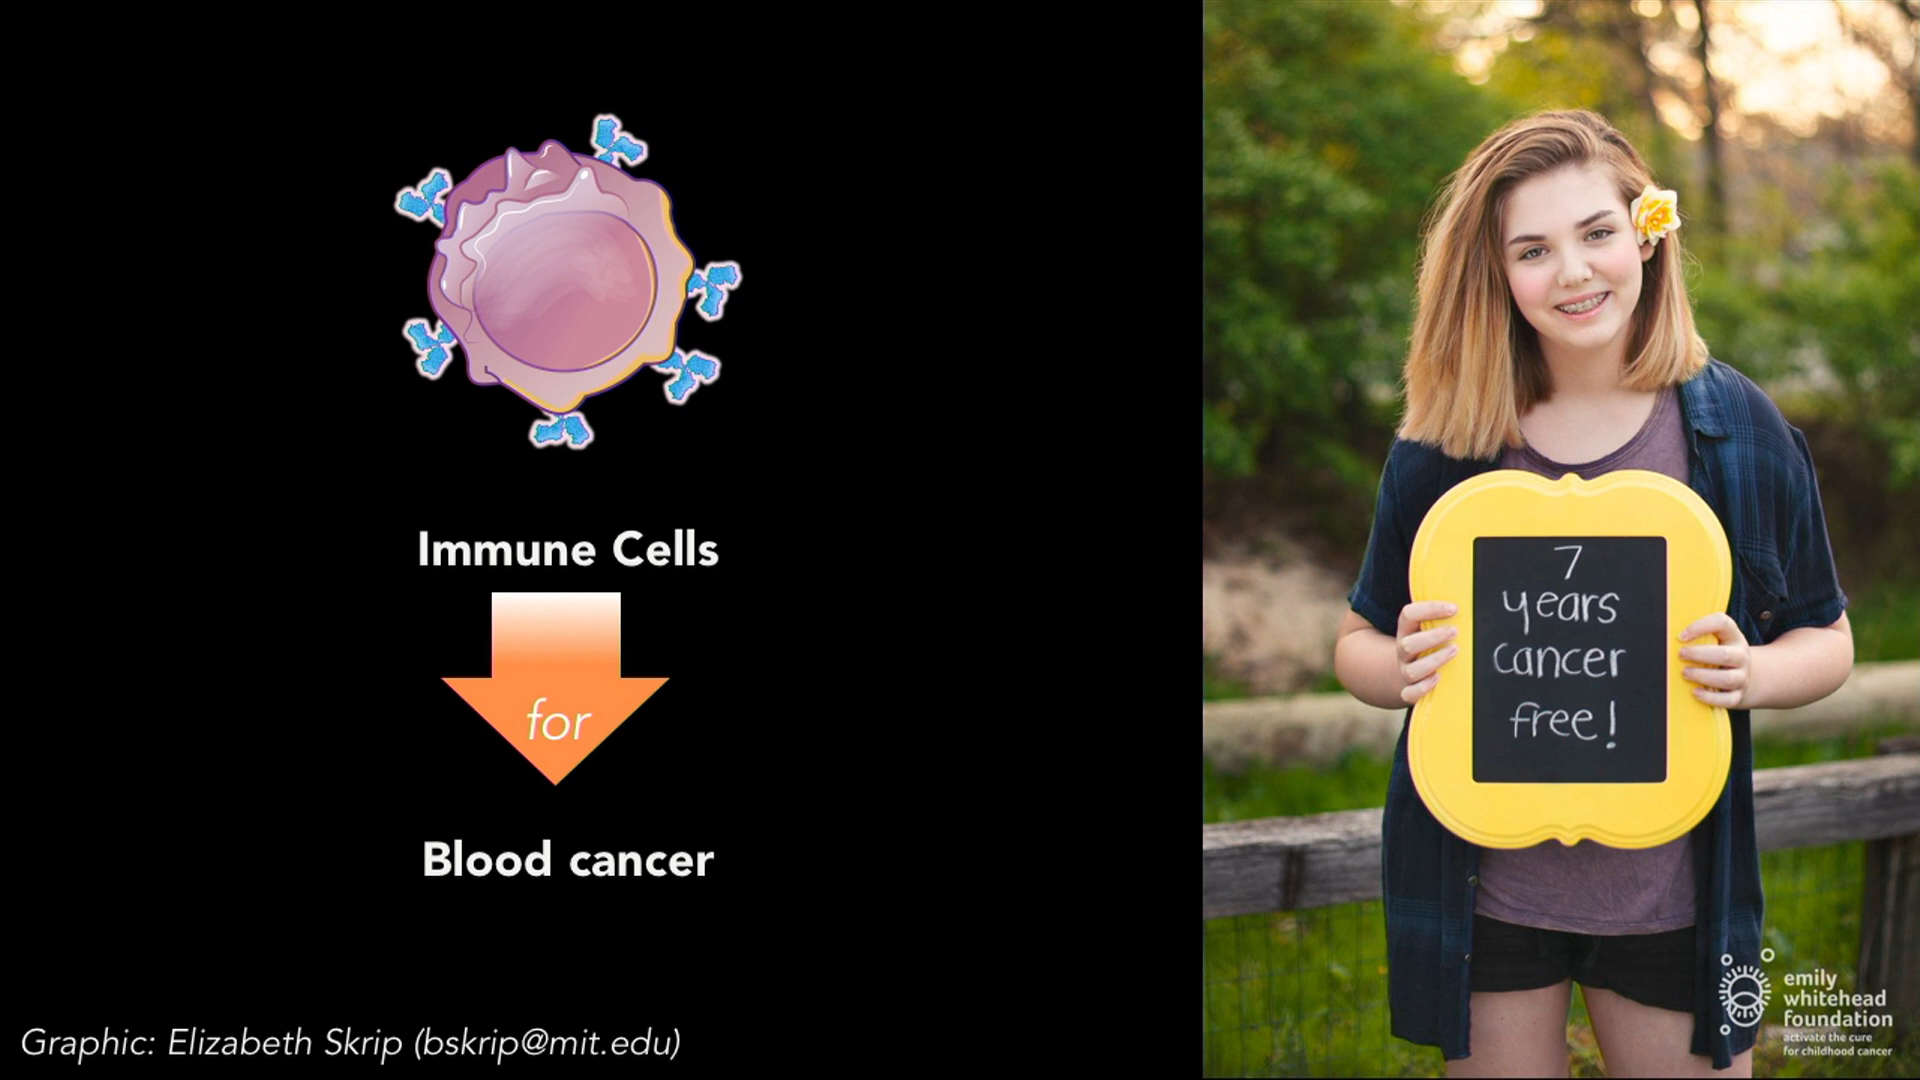 Immune Cells
for
Blood cancer
Graphic: Elizabeth Skrip (bskrip@mit.edu)
7
years
cancer
free!
emily
whitehead
foundation
activate the cure
for childhood cancer